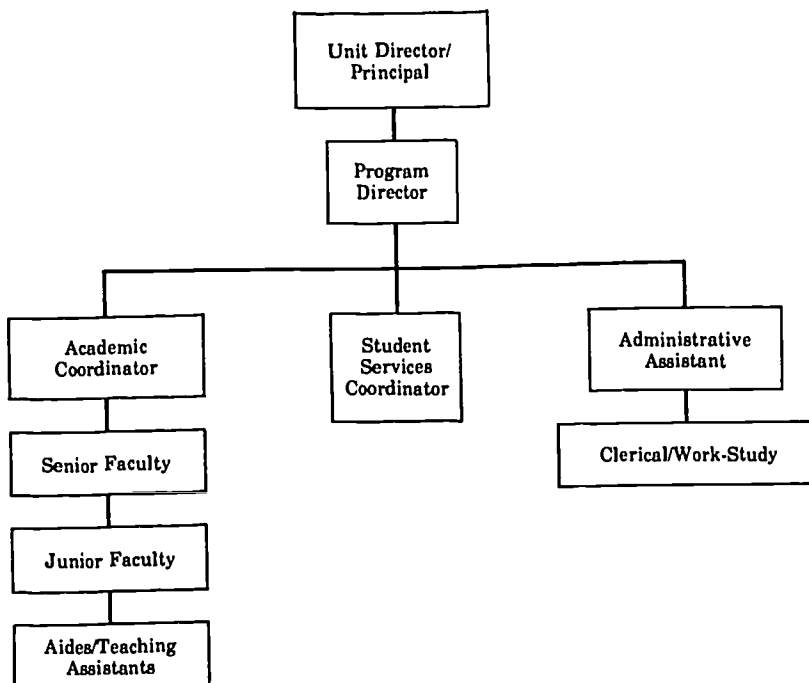 Unit Director/
Principal
Program
Director
Academic
Coordinator
Student
Services
Coordinator
Administrative
Assistant
Senior Faculty
Clerical/Work-Study
Junior Faculty
Aides/Teaching
Assistants